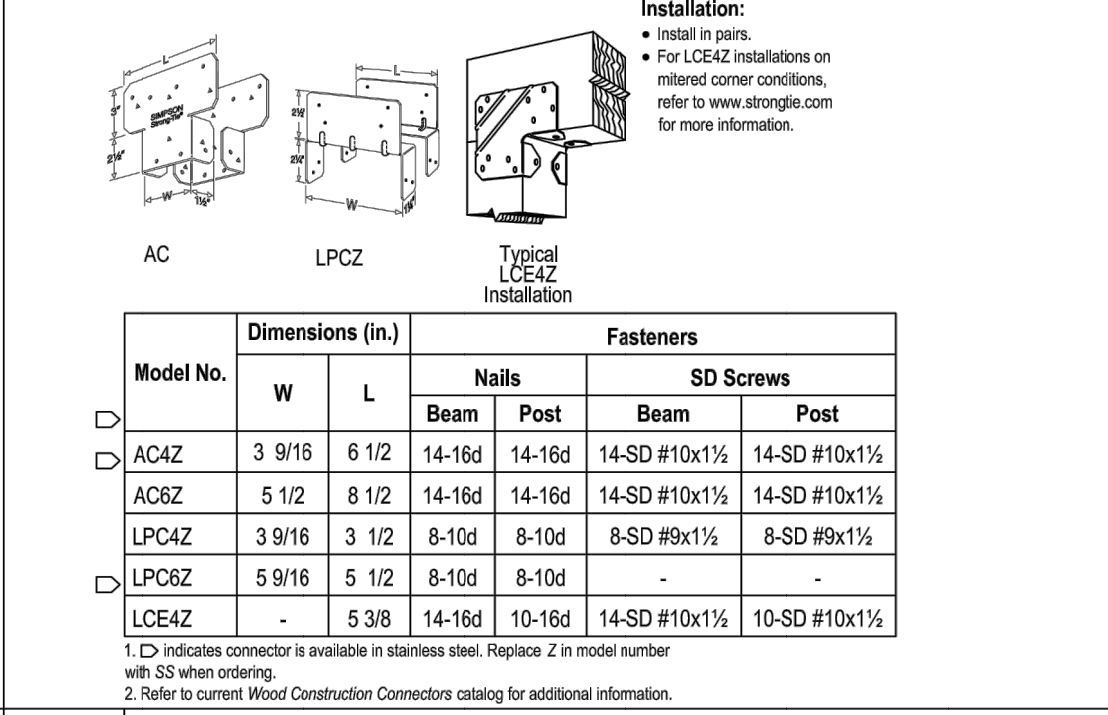 Installation:
● Install in pairs.
● For LCE4Z installations on
mitered corner conditions,
refer to www.strongtie.com
for more information.
L
3"
2½"
W
1½"
SIMPSON
Strong-Tie
L
2½
2¼"
W
1¼"
AC
LPCZ
Typical
LCE4Z
Installation
Model No. Dimensions (in.) Fasteners
W L Nails SD Screws
Beam Post Beam Post
AC4Z 3 9/16 6 1/2 14-16d 14-16d 14-SD #10x1½ 14-SD #10x1½
AC6Z 5 1/2 8 1/2 14-16d 14-16d 14-SD #10x1½ 14-SD #10x1½
LPC4Z 3 9/16 3 1/2 8-10d 8-10d 8-SD #9x1½ 8-SD #9x1½
LPC6Z 5 9/16 5 1/2 8-10d 8-10d - -
LCE4Z - 5 3/8 14-16d 10-16d 14-SD #10x1½ 10-SD #10x1½
1. indicates connector is available in stainless steel. Replace Z in model number
with SS when ordering.
2. Refer to current Wood Construction Connectors catalog for additional information.